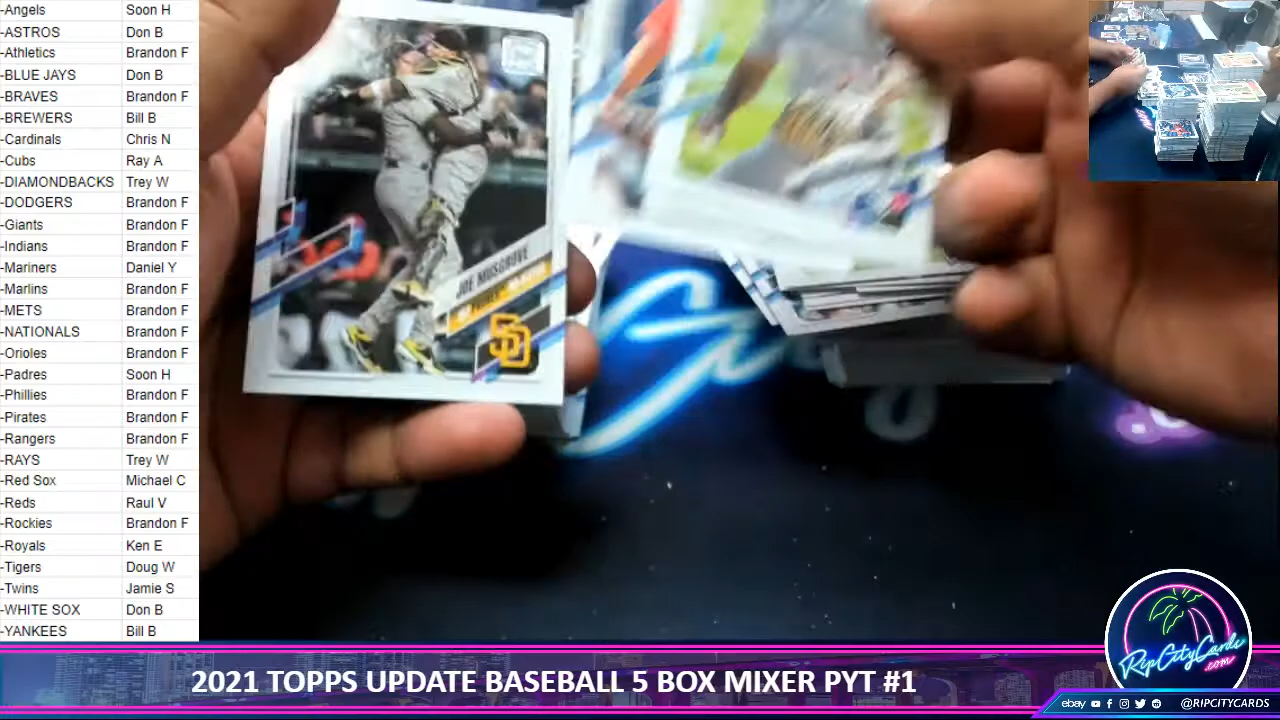 -Angels Soon H
-ASTROS Don B
-Athletics Brandon F
-BLUE JAYS Don B
-BRAVES Brandon F
-BREWERS Bill B
-Cardinals Chris N
-Cubs Ray A
-DIAMONDBACKS Trey W
-DODGERS Brandon F
-Giants Brandon F
-Indians Brandon F
-Mariners Daniel Y
-Marlins Brandon F
-METS Brandon F
-NATIONALS Brandon F
-Orioles Brandon F
-Padres Soon H
-Phillies Brandon F
-Pirates Brandon F
-Rangers Brandon F
-RAYS Trey W
-Red Sox Michael C
-Reds Raul V
-Rockies Brandon F
-Royals Ken E
-Tigers Doug W
-Twins Jamie S
-WHITE SOX Don B
-YANKEES Bill B
JOE MUSGROVE
SD
RipCityCards
.com
2021 TOPPS UPDATE BASEBALL 5 BOX MIXER PYT #1
ebay @RIPCITYCARDS